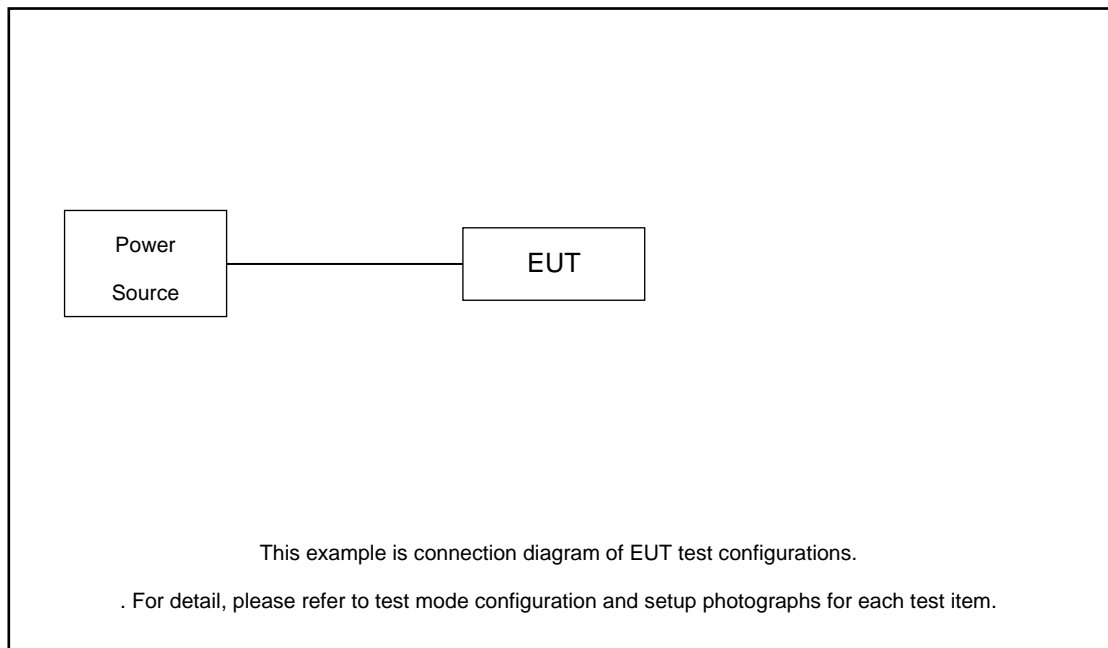 Power
Source
EUT
This example is connection diagram of EUT test configurations.
. For detail, please refer to test mode configuration and setup photographs for each test item.